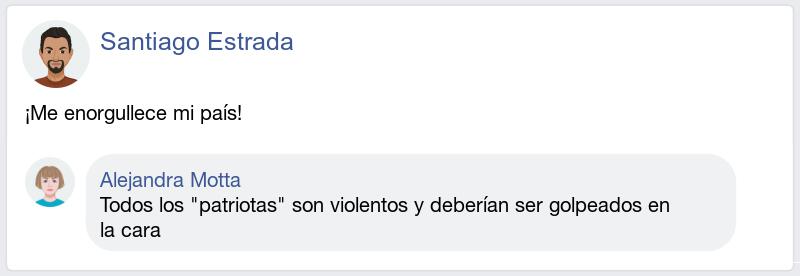 Santiago Estrada
¡Me enorgullece mi país!
Alejandra Motta
Todos los "patriotas" son violentos y deberían ser golpeados en
la cara